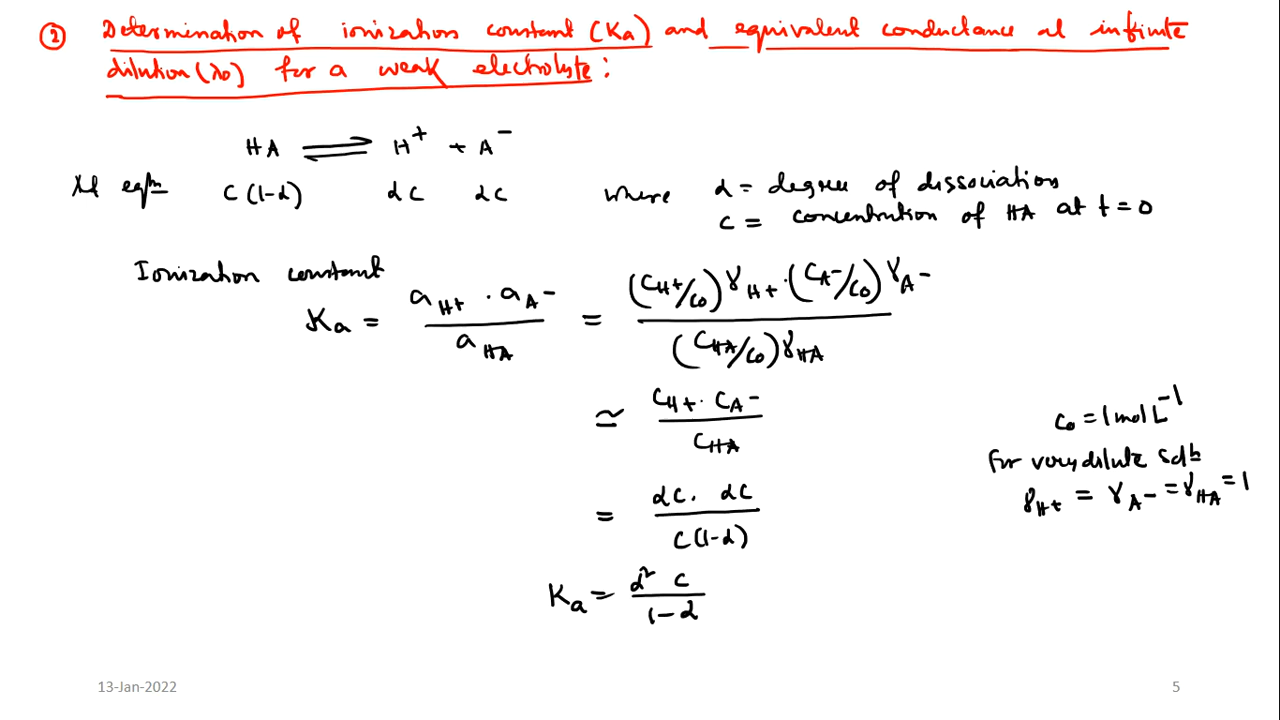 ② Determination of ionization constant (Ka) and equivalent conductance at infinite
dilution (λ0) for a weak electrolyte :
HA ⇌ H+ + A−
At eqm C(1-α) αC αC where α = degree of dissociation
C = concentration of HA at t = 0
Ionization constant
Ka = aH+ · aA− / aHA = (CH+/C0) γH+ · (CA−/C0) γA− / (CHA/C0) γHA
≃ CH+ · CA− / CHA
C0 = 1 mol L−1
For very dilute soln
= αC · αC / C(1-α)
γH+ = γA− = γHA = 1
Ka = α² C / 1-α
13-Jan-2022
5